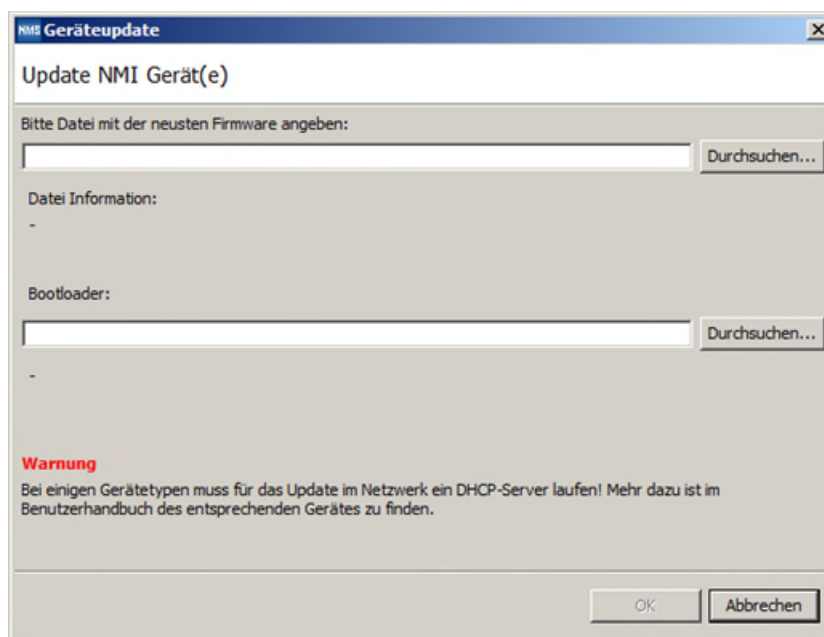 NMS Geräteupdate
Update NMI Gerät(e)
Bitte Datei mit der neusten Firmware angeben:
Durchsuchen...
Datei Information:
-
Bootloader:
Durchsuchen...
-
Warnung
Bei einigen Gerätetypen muss für das Update im Netzwerk ein DHCP-Server laufen! Mehr dazu ist im
Benutzerhandbuch des entsprechenden Gerätes zu finden.
OK Abbrechen